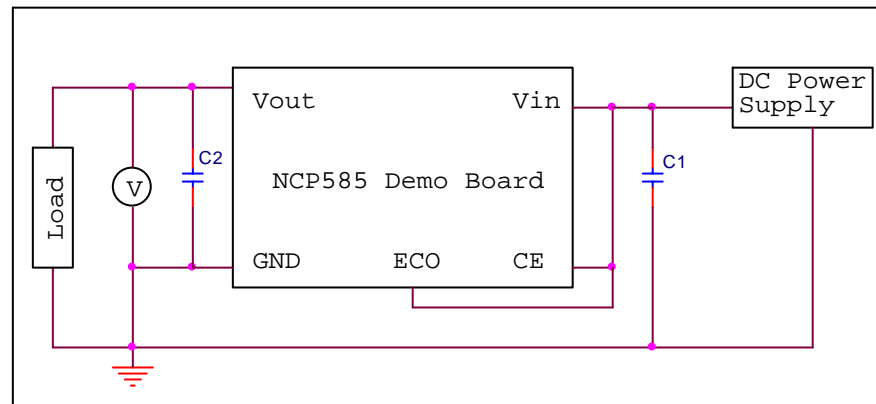 Vout
Vin
DC Power
Supply
C2
C1
NCP585 Demo Board
V
Load
GND
ECO
CE